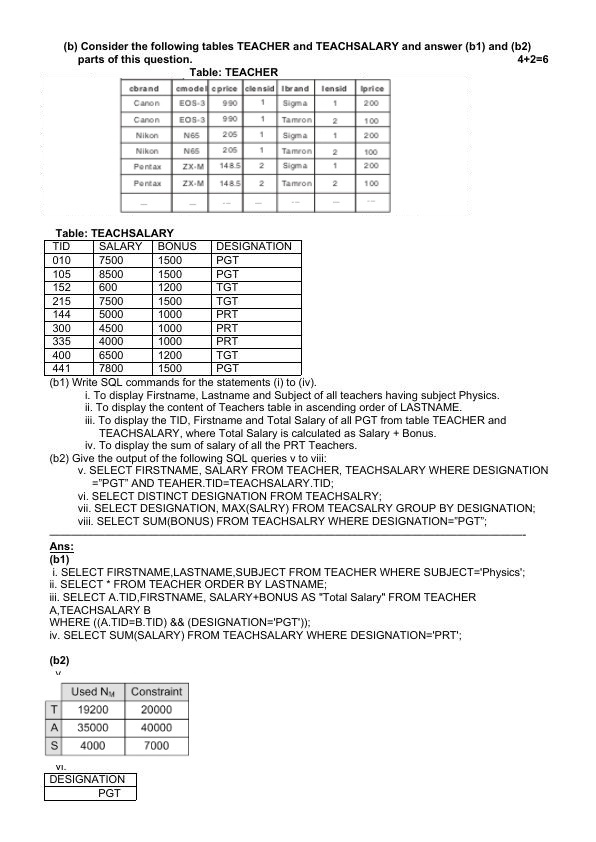 (b) Consider the following tables TEACHER and TEACHSALARY and answer (b1) and (b2)
parts of this question. 4+2=6
Table: TEACHER
cbrand cmodel cprice clensid lbrand lensid lprice
Canon EOS-3 990 1 Sigma 1 200
Canon EOS-3 990 1 Tamron 2 100
Nikon N65 205 1 Sigma 1 200
Nikon N65 205 1 Tamron 2 100
Pentax ZX-M 148.5 2 Sigma 1 200
Pentax ZX-M 148.5 2 Tamron 2 100
... ... ... ... ... ... ...
Table: TEACHSALARY
TID SALARY BONUS DESIGNATION
010 7500 1500 PGT
105 8500 1500 PGT
152 600 1200 TGT
215 7500 1500 TGT
144 5000 1000 PRT
300 4500 1000 PRT
335 4000 1000 PRT
400 6500 1200 TGT
441 7800 1500 PGT
(b1) Write SQL commands for the statements (i) to (iv).
i. To display Firstname, Lastname and Subject of all teachers having subject Physics.
ii. To display the content of Teachers table in ascending order of LASTNAME.
iii. To display the TID, Firstname and Total Salary of all PGT from table TEACHER and
TEACHSALARY, where Total Salary is calculated as Salary + Bonus.
iv. To display the sum of salary of all the PRT Teachers.
(b2) Give the output of the following SQL queries v to viii:
v. SELECT FIRSTNAME, SALARY FROM TEACHER, TEACHSALARY WHERE DESIGNATION
="PGT” AND TEAHER.TID=TEACHSALARY.TID;
vi. SELECT DISTINCT DESIGNATION FROM TEACHSALRY;
vii. SELECT DESIGNATION, MAX(SALRY) FROM TEACSALRY GROUP BY DESIGNATION;
viii. SELECT SUM(BONUS) FROM TEACHSALRY WHERE DESIGNATION=”PGT”;
Ans:
(b1)
i. SELECT FIRSTNAME,LASTNAME,SUBJECT FROM TEACHER WHERE SUBJECT='Physics';
ii. SELECT * FROM TEACHER ORDER BY LASTNAME;
iii. SELECT A.TID,FIRSTNAME, SALARY+BONUS AS "Total Salary" FROM TEACHER
A,TEACHSALARY B
WHERE ((A.TID=B.TID) && (DESIGNATION='PGT'));
iv. SELECT SUM(SALARY) FROM TEACHSALARY WHERE DESIGNATION='PRT';
(b2)
v
Used NM Constraint
T 19200 20000
A 35000 40000
S 4000 7000
vi.
DESIGNATION
PGT